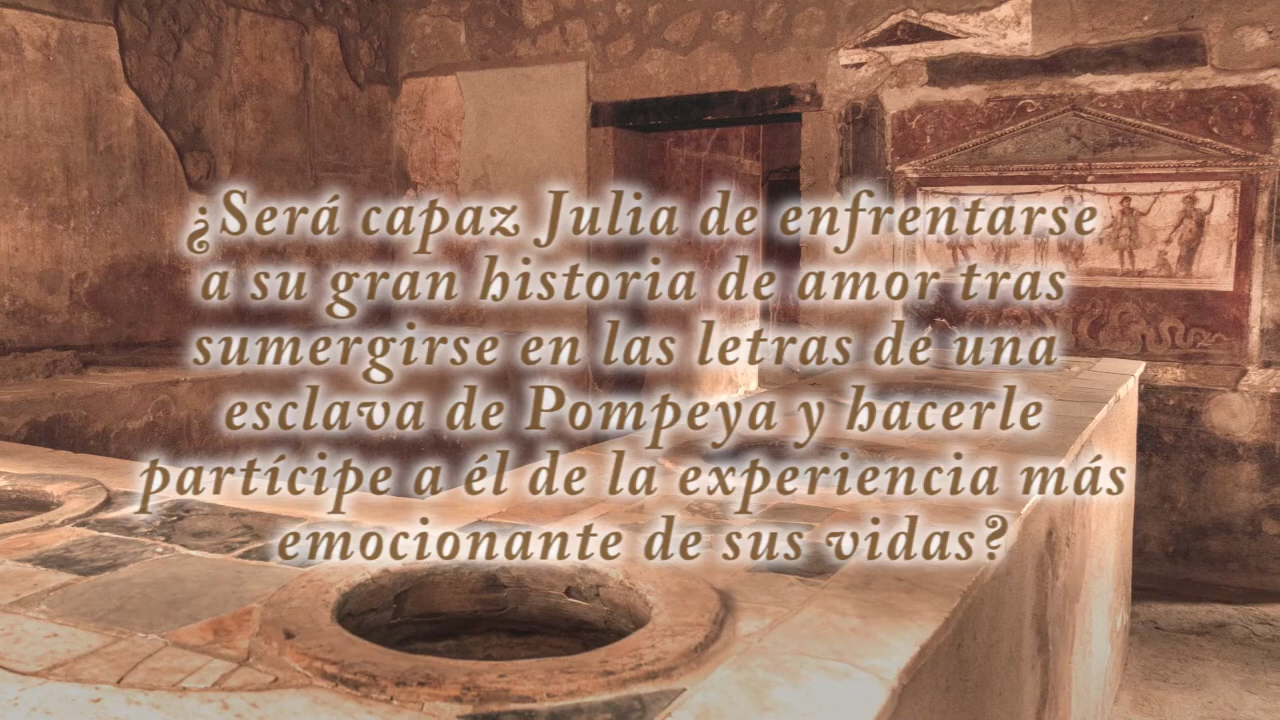 ¿Será capaz Julia de enfrentarse
a su gran historia de amor tras
sumergirse en las letras de una
esclava de Pompeya y hacerle
partícipe a él de la experiencia más
emocionante de sus vidas?